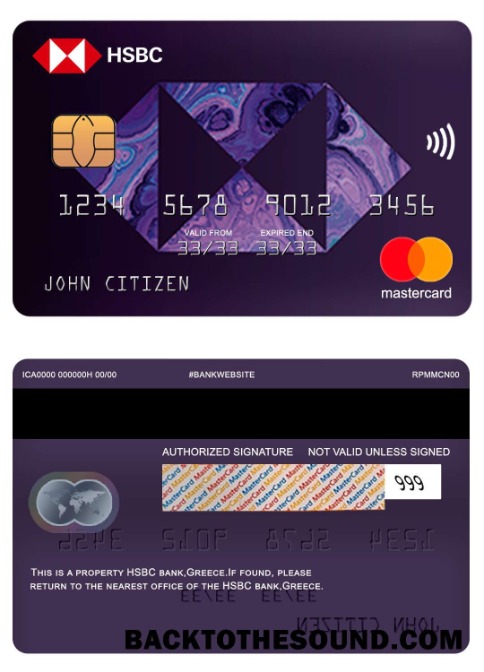 HSBC
1234 5678 9012 3456
VALID FROM EXPIRED END
33/33 33/33
JOHN CITIZEN
mastercard
ICA0000 000000H 00/00 #BANKWEBSITE RPMMCN00
AUTHORIZED SIGNATURE NOT VALID UNLESS SIGNED
999
THIS IS A PROPERTY HSBC BANK,GREECE.IF FOUND, PLEASE
RETURN TO THE NEAREST OFFICE OF THE HSBC BANK,GREECE.
BACKTOTHESOUND.COM